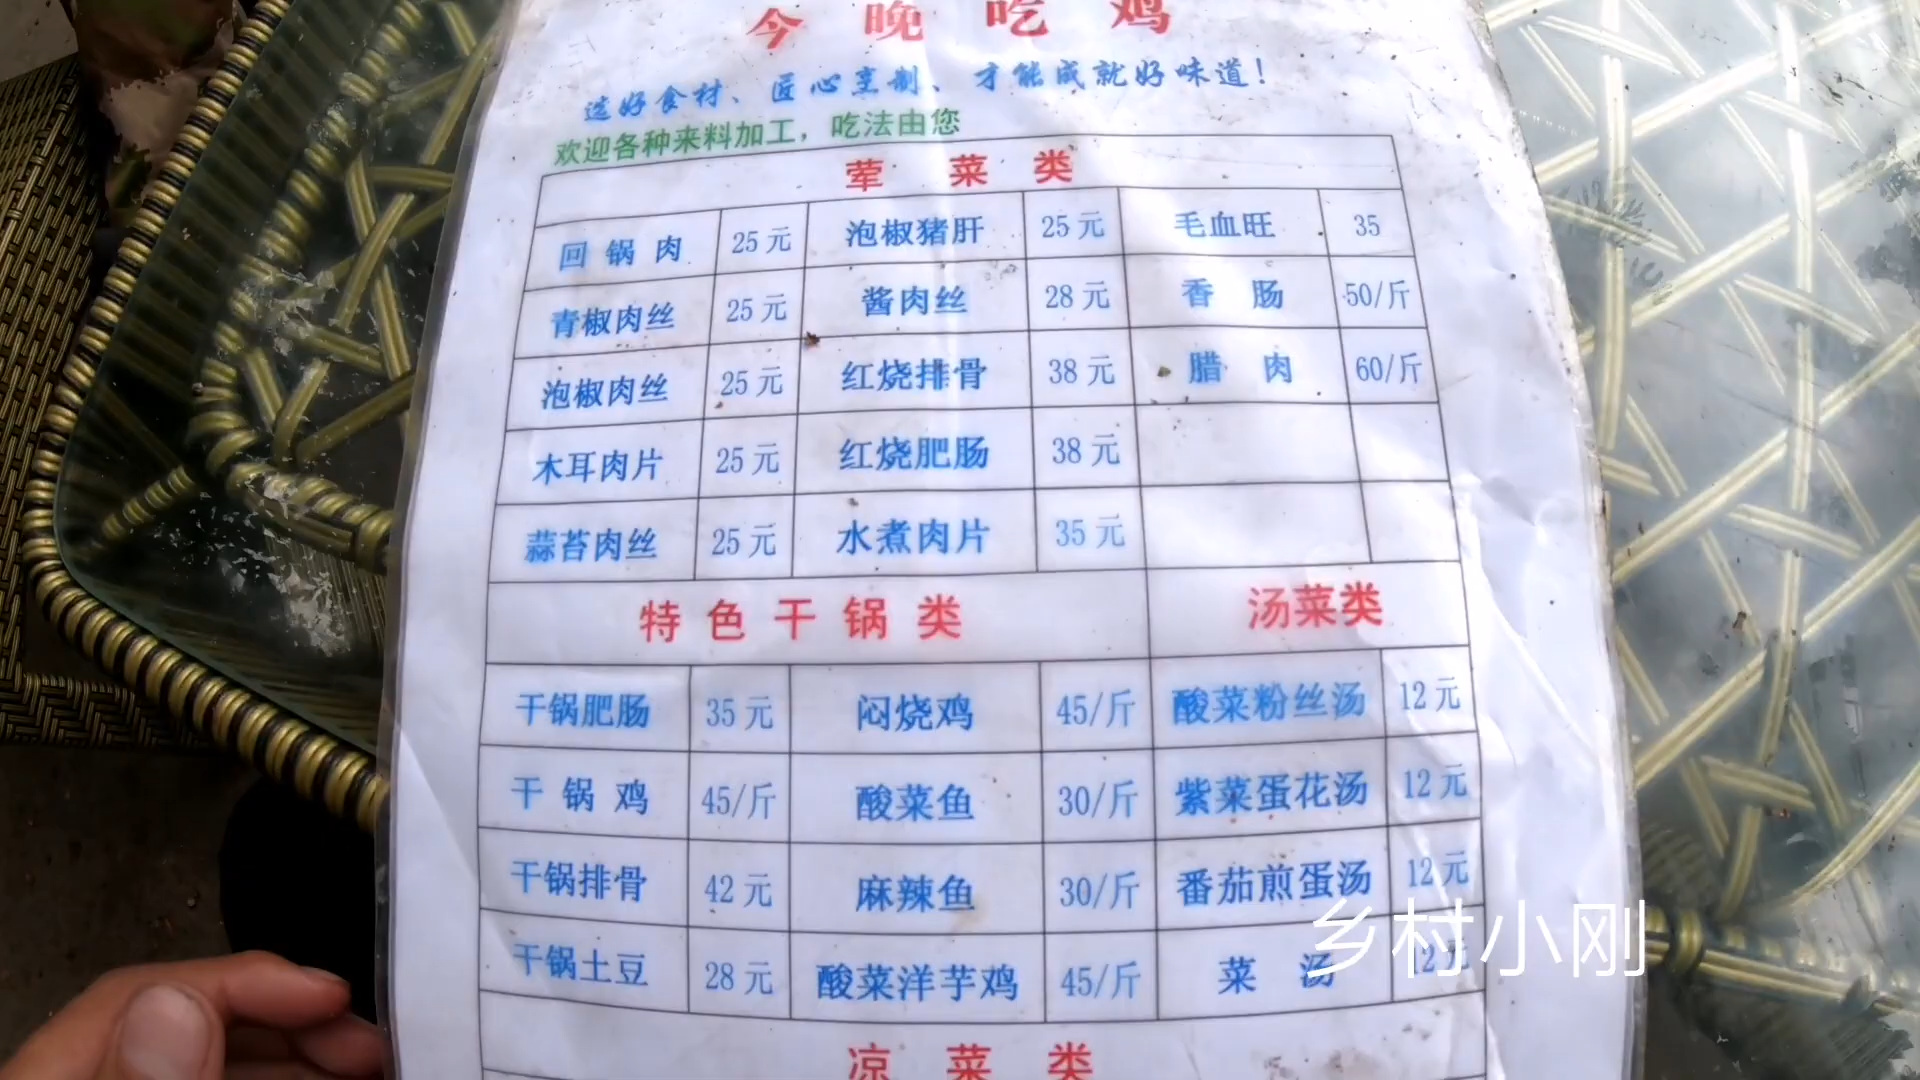 今晚吃鸡
选好食材、匠心烹制、才能成就好味道！
欢迎各种来料加工，吃法由您
荤菜类
回锅肉 25元 泡椒猪肝 25元 毛血旺 35
青椒肉丝 25元 酱肉丝 28元 香肠 50/斤
泡椒肉丝 25元 红烧排骨 38元 腊肉 60/斤
木耳肉片 25元 红烧肥肠 38元
蒜苔肉丝 25元 水煮肉片 35元
特色干锅类 汤菜类
干锅肥肠 35元 闷烧鸡 45/斤 酸菜粉丝汤 12元
干锅鸡 45/斤 酸菜鱼 30/斤 紫菜蛋花汤 12元
干锅排骨 42元 麻辣鱼 30/斤 番茄煎蛋汤 12元
干锅土豆 28元 酸菜洋芋鸡 45/斤 菜汤 12元
乡村小刚
凉菜类